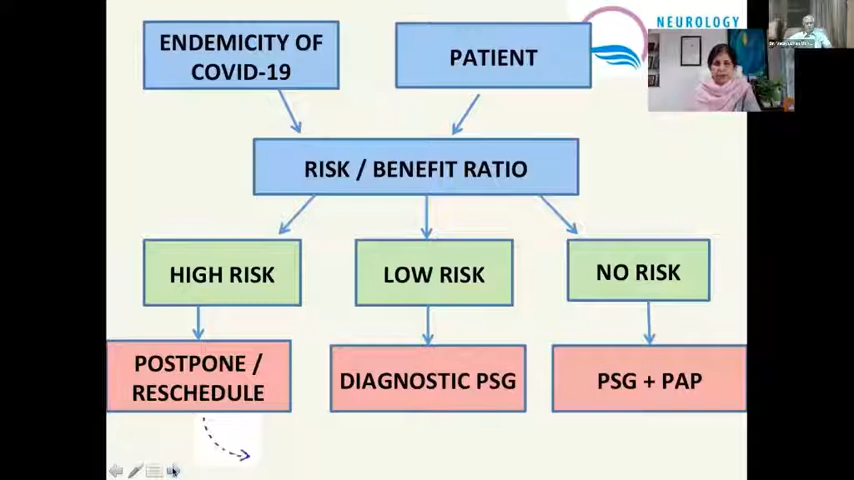 NEUROLOGY
ENDEMICITY OF
COVID-19
PATIENT
RISK / BENEFIT RATIO
HIGH RISK
LOW RISK
NO RISK
POSTPONE /
RESCHEDULE
DIAGNOSTIC PSG
PSG + PAP